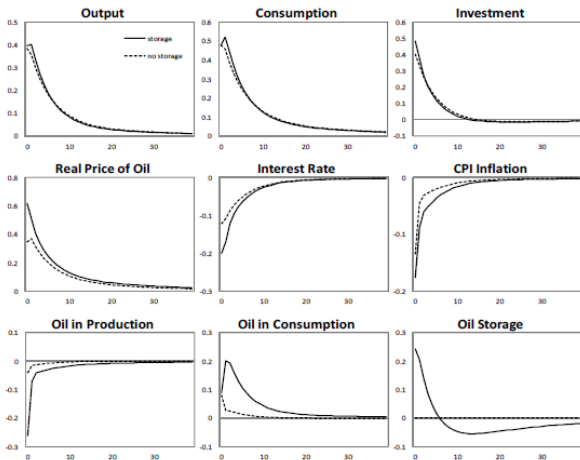 Output Consumption Investment
0.5 0.6 0.6
storage
no storage
0.4 0.5 0.5
0.4 0.4
0.3 0.3
0.3
0.2 0.2
0.2
0.1 0.1 0.1
0
0 0 -0.1
0 10 20 30 0 10 20 30 0 10 20 30
Real Price of Oil Interest Rate CPI Inflation
0.8 0 0
0.6
-0.1
0.4 -0.1
0.2 -0.2
0 -0.3 -0.2
0 10 20 30 0 10 20 30 0 10 20 30
Oil in Production Oil in Consumption Oil Storage
0.1 0.3 0.3
0 0.2 0.2
-0.1 0.1 0.1
-0.2 0 0
-0.3 -0.1 -0.1
0 10 20 30 0 10 20 30 0 10 20 30